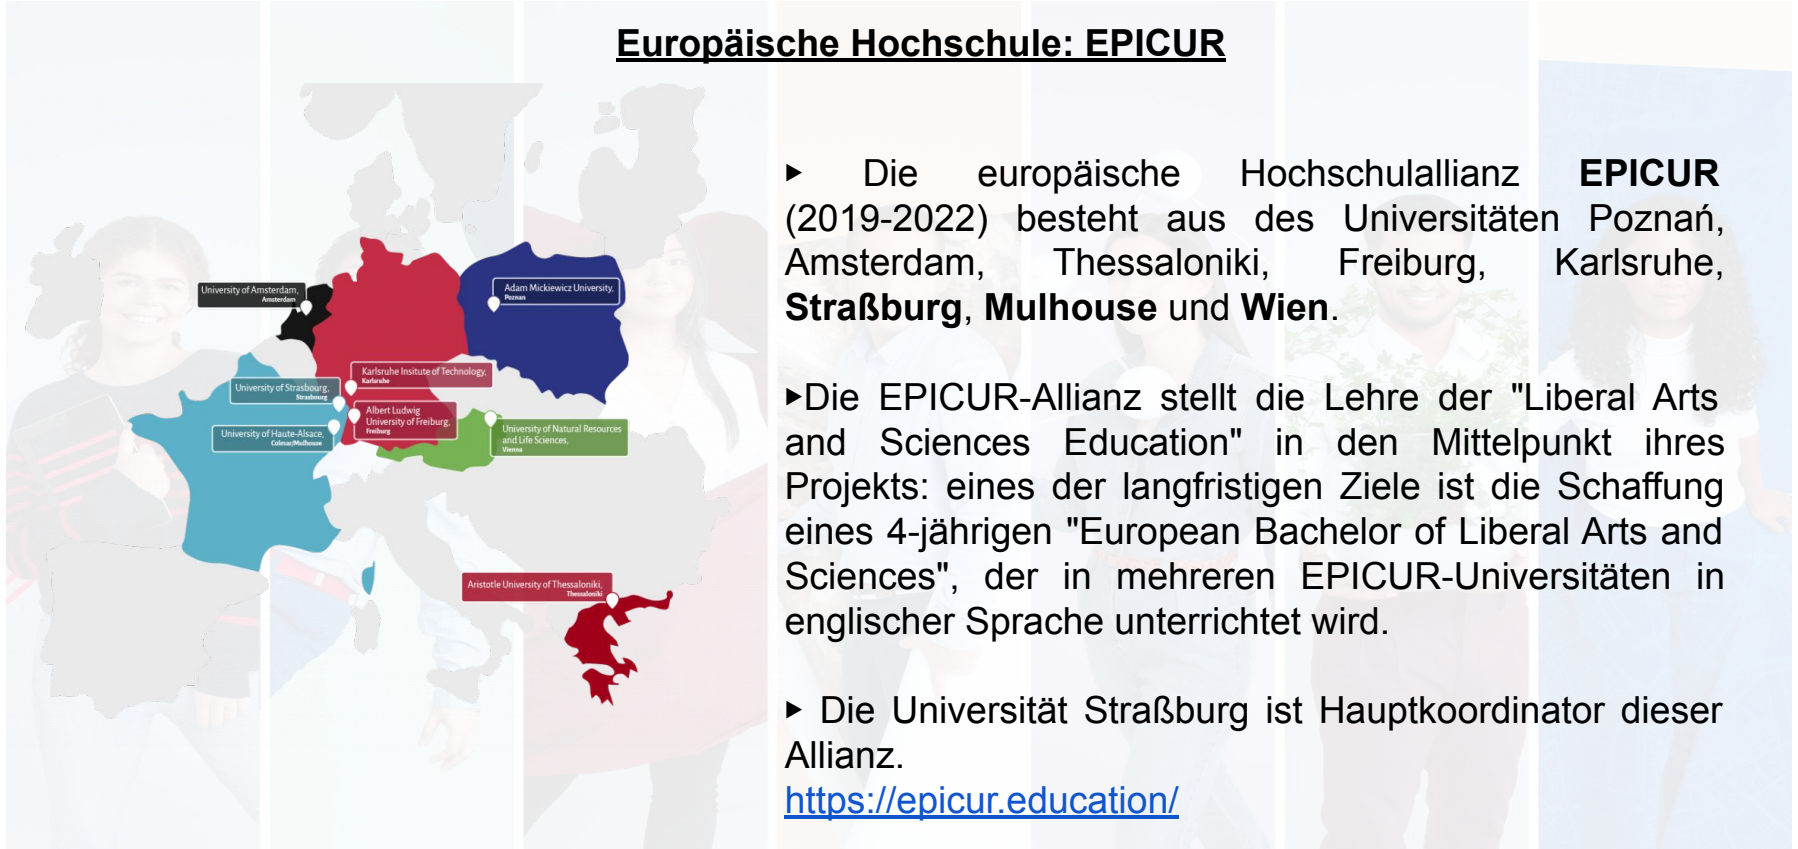 Europäische Hochschule: EPICUR
University of Amsterdam,
Amsterdam
Adam Mickiewicz University,
Poznan
Karlsruhe Insitute of Technology,
Karlsruhe
University of Strasbourg,
Strasbourg
Albert Ludwig
University of Freiburg,
Freiburg
University of Haute-Alsace,
Colmar/Mulhouse
University of Natural Resources
and Life Sciences,
Vienna
Aristotle University of Thessaloniki,
Thessaloniki
▶ Die europäische Hochschulallianz EPICUR
(2019-2022) besteht aus des Universitäten Poznań,
Amsterdam, Thessaloniki, Freiburg, Karlsruhe,
Straßburg, Mulhouse und Wien.
▶Die EPICUR-Allianz stellt die Lehre der "Liberal Arts
and Sciences Education" in den Mittelpunkt ihres
Projekts: eines der langfristigen Ziele ist die Schaffung
eines 4-jährigen "European Bachelor of Liberal Arts and
Sciences", der in mehreren EPICUR-Universitäten in
englischer Sprache unterrichtet wird.
▶ Die Universität Straßburg ist Hauptkoordinator dieser
Allianz.
https://epicur.education/